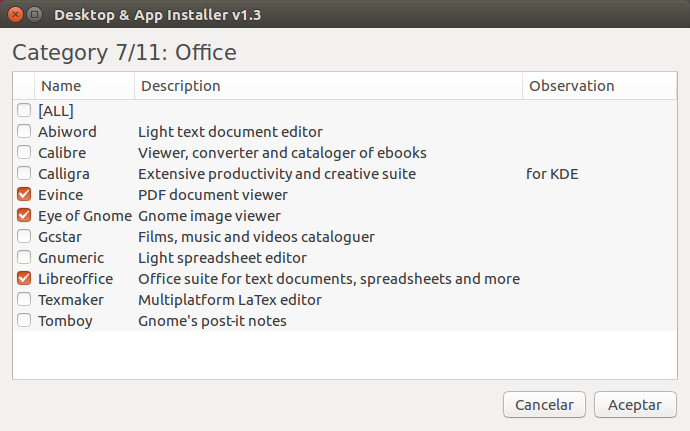 Desktop & App Installer v1.3
Category 7/11: Office
Name Description Observation
[ALL]
Abiword Light text document editor
Calibre Viewer, converter and cataloger of ebooks
Calligra Extensive productivity and creative suite for KDE
Evince PDF document viewer
Eye of Gnome Gnome image viewer
Gcstar Films, music and videos cataloguer
Gnumeric Light spreadsheet editor
Libreoffice Office suite for text documents, spreadsheets and more
Texmaker Multiplatform LaTex editor
Tomboy Gnome's post-it notes
Cancelar Aceptar